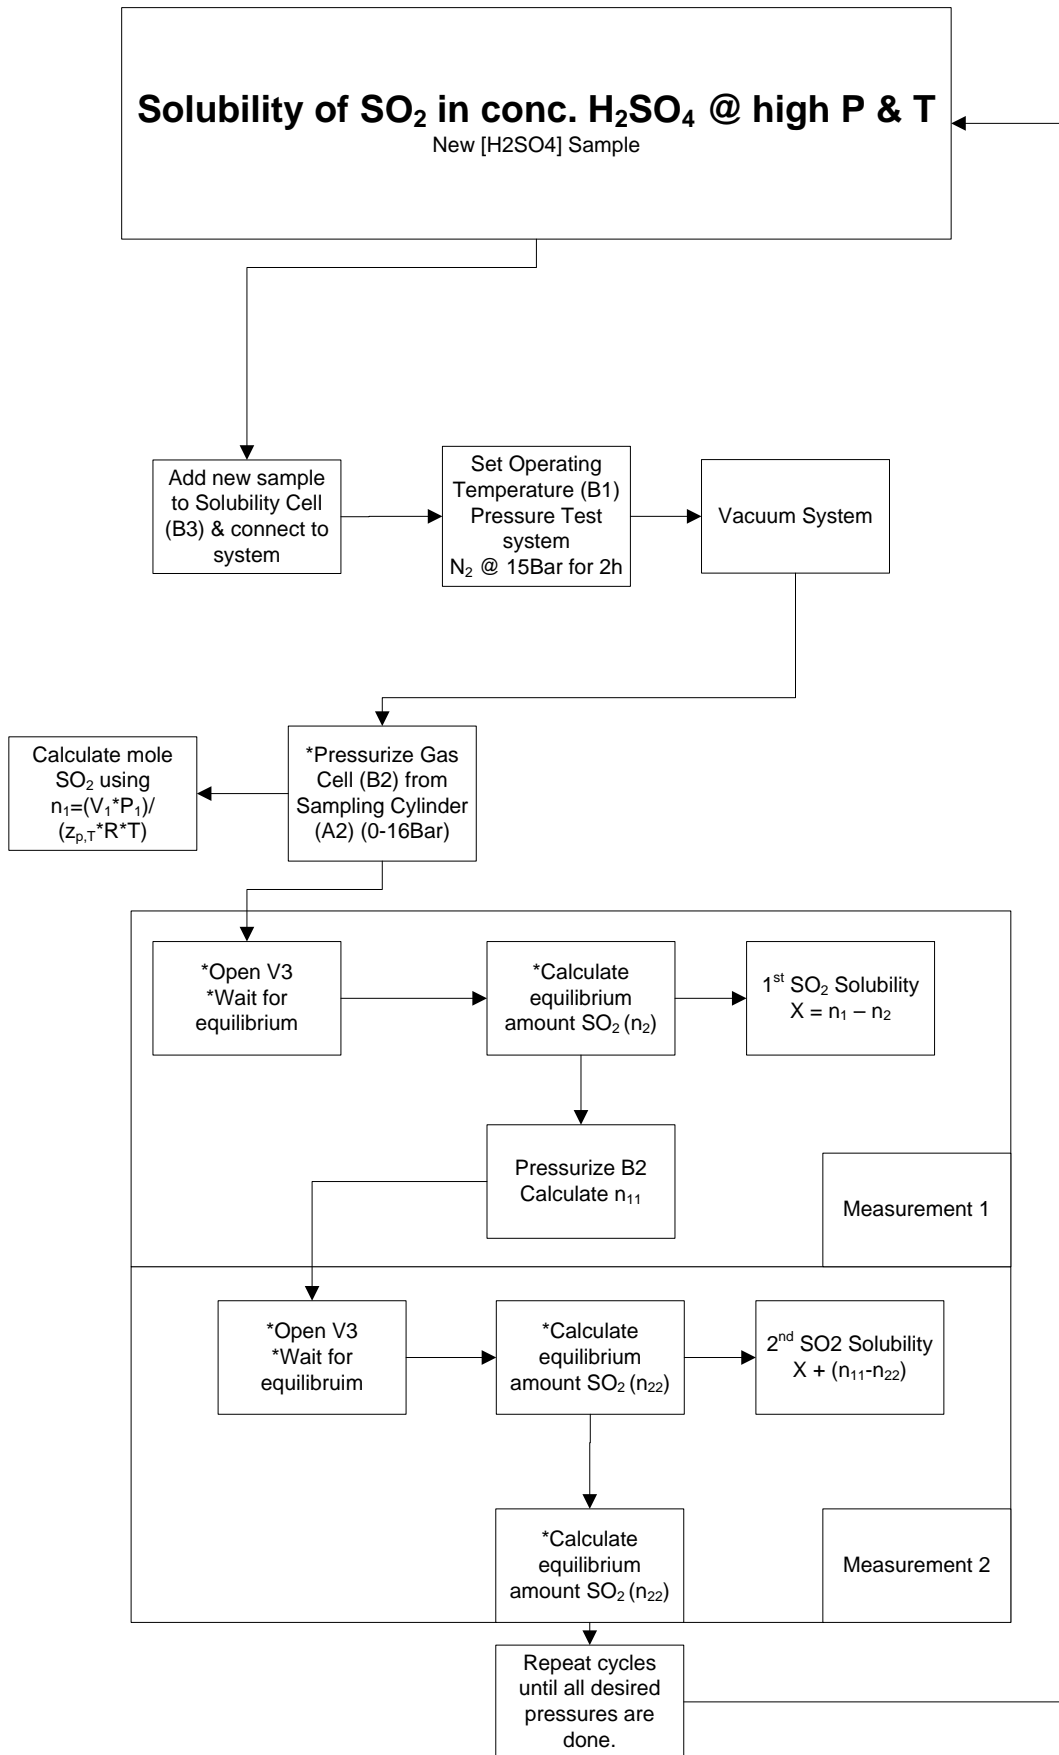 Solubility of SO₂ in conc. H₂SO₄ @ high P & T
New [H2SO4] Sample
Add new sample
to Solubility Cell
(B3) & connect to
system
Set Operating
Temperature (B1)
Pressure Test
system
N₂ @ 15Bar for 2h
Vacuum System
Calculate mole
SO₂ using
n₁=(V₁*P₁)/
(z_{p,T}*R*T)
*Pressurize Gas
Cell (B2) from
Sampling Cylinder
(A2) (0-16Bar)
*Open V3
*Wait for
equilibrium
*Calculate
equilibrium
amount SO₂ (n₂)
1ˢᵗ SO₂ Solubility
X = n₁ – n₂
Pressurize B2
Calculate n₁₁
Measurement 1
*Open V3
*Wait for
equilibruim
*Calculate
equilibrium
amount SO₂ (n₂₂)
2ⁿᵈ SO2 Solubility
X + (n₁₁-n₂₂)
*Calculate
equilibrium
amount SO₂ (n₂₂)
Measurement 2
Repeat cycles
until all desired
pressures are
done.